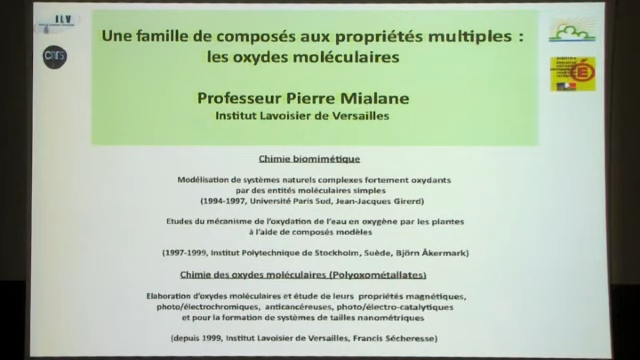 ILV
cnrs
Une famille de composés aux propriétés multiples :
les oxydes moléculaires
Professeur Pierre Mialane
Institut Lavoisier de Versailles
Chimie biomimétique
Modélisation de systèmes naturels complexes fortement oxydants
par des entités moléculaires simples
(1994-1997, Université Paris Sud, Jean-Jacques Girerd)
Etudes du mécanisme de l'oxydation de l'eau en oxygène par les plantes
à l'aide de composés modèles
(1997-1999, Institut Polytechnique de Stockholm, Suède, Björn Åkermark)
Chimie des oxydes moléculaires (Polyoxométallates)
Elaboration d'oxydes moléculaires et étude de leurs propriétés magnétiques,
photo/électrochromiques, anticancéreuses, photo/électro-catalytiques
et pour la formation de systèmes de tailles nanométriques
(depuis 1999, Institut Lavoisier de Versailles, Francis Sécheresse)